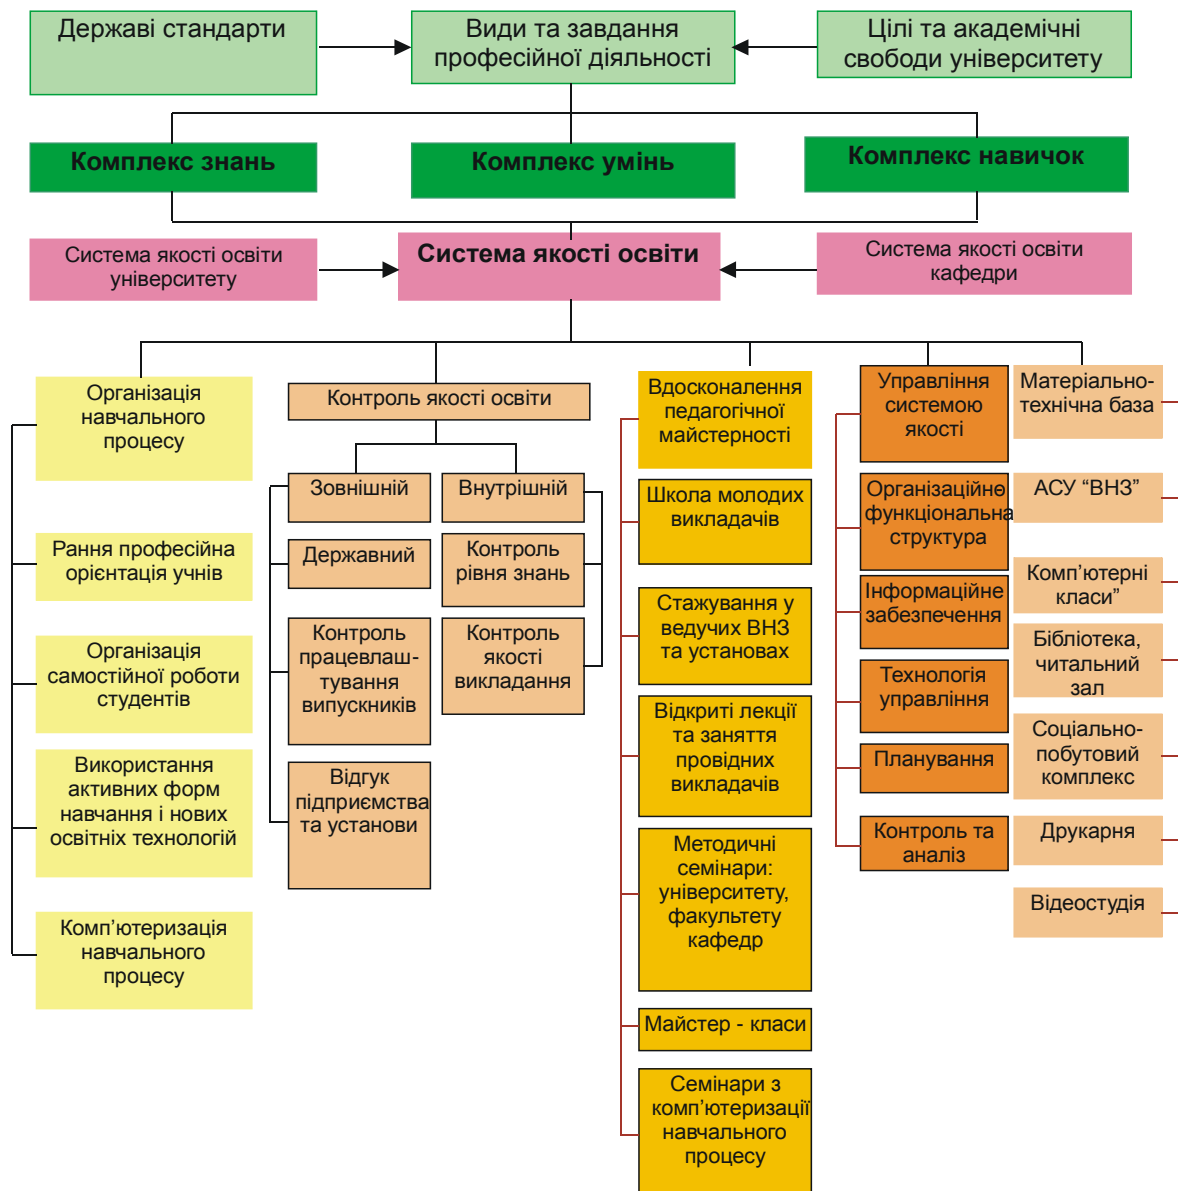 Державі стандарти
Види та завдання
професійної діяльності
Цілі та академічні
свободи університету
Комплекс знань
Комплекс умінь
Комплекс навичок
Система якості освіти
університету
Система якості освіти
Система якості освіти
кафедри
Організація
навчального
процесу
Рання професійна
орієнтація учнів
Організація
самостійної роботи
студентів
Використання
активних форм
навчання і нових
освітніх технологій
Комп’ютеризація
навчального
процесу
Контроль якості освіти
Зовнішній
Державний
Контроль
працевлаш-
тування
випускників
Відгук
підприємства
та установи
Внутрішній
Контроль
рівня знань
Контроль
якості
викладання
Вдосконалення
педагогічної
майстерності
Школа молодих
викладачів
Стажування у
ведучих ВНЗ
та установах
Відкриті лекції
та заняття
провідних
викладачів
Методичні
семінари:
університету,
факультету
кафедр
Майстер - класи
Семінари з
комп’ютеризації
навчального
процесу
Управління
системою
якості
Організаційно
функціональна
структура
Інформаційне
забезпечення
Технологія
управління
Планування
Контроль та
аналіз
Матеріально-
технічна база
АСУ “ВНЗ”
Комп’ютерні
класи”
Бібліотека,
читальний
зал
Соціально-
побутовий
комплекс
Друкарня
Відеостудія